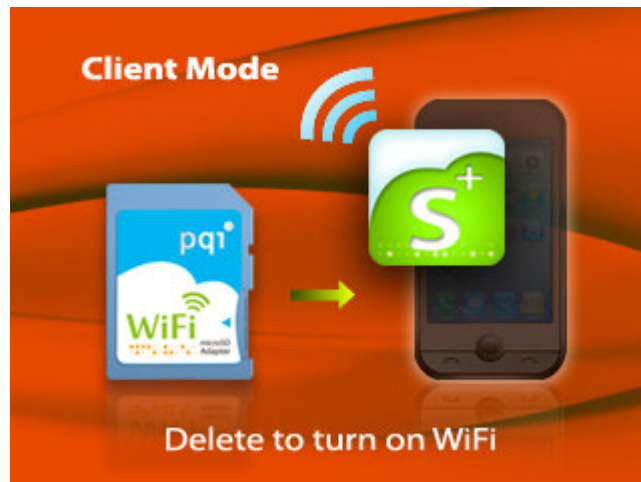 Client Mode
S+
pqi
WiFi
microSD
Adapter
Delete to turn on WiFi